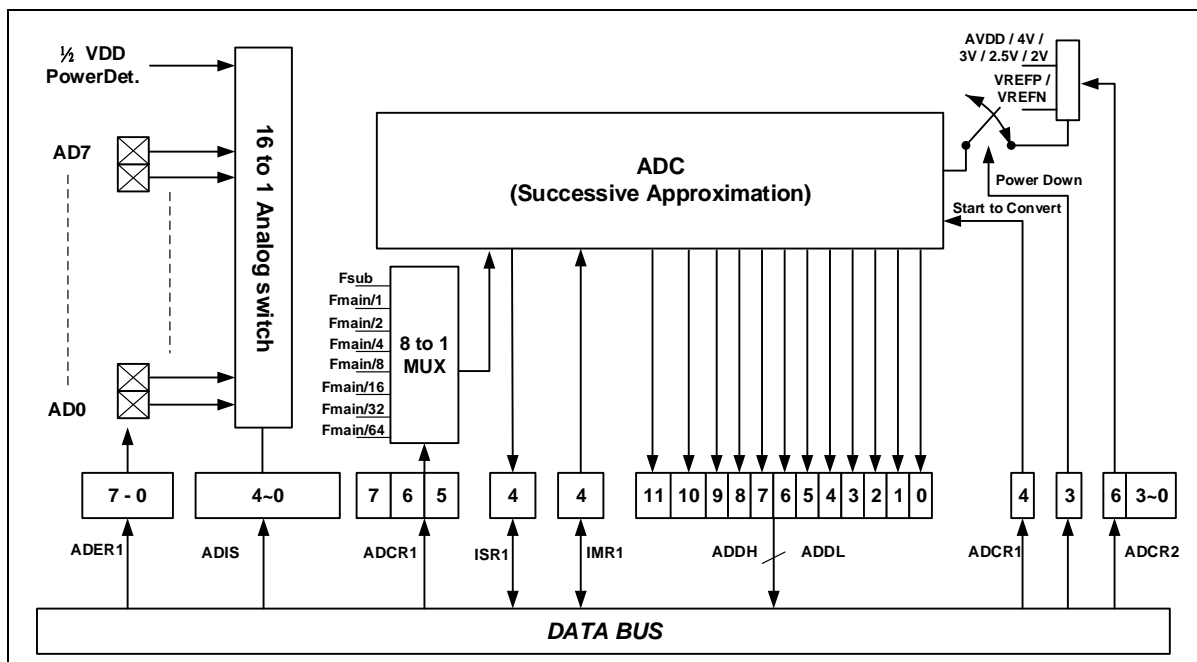 ½ VDD
PowerDet.
AD7
AD0
16 to 1 Analog switch
ADC
(Successive Approximation)
AVDD / 4V /
3V / 2.5V / 2V
VREFP /
VREFN
Power Down
Start to Convert
Fsub
Fmain/1
Fmain/2
Fmain/4
Fmain/8
Fmain/16
Fmain/32
Fmain/64
8 to 1
MUX
7 - 0
4~0
7 6 5
4
4
11 10 9 8 7 6 5 4 3 2 1 0
4
3
6 3~0
ADER1
ADIS
ADCR1
ISR1
IMR1
ADDH
ADDL
ADCR1
ADCR2
DATA BUS